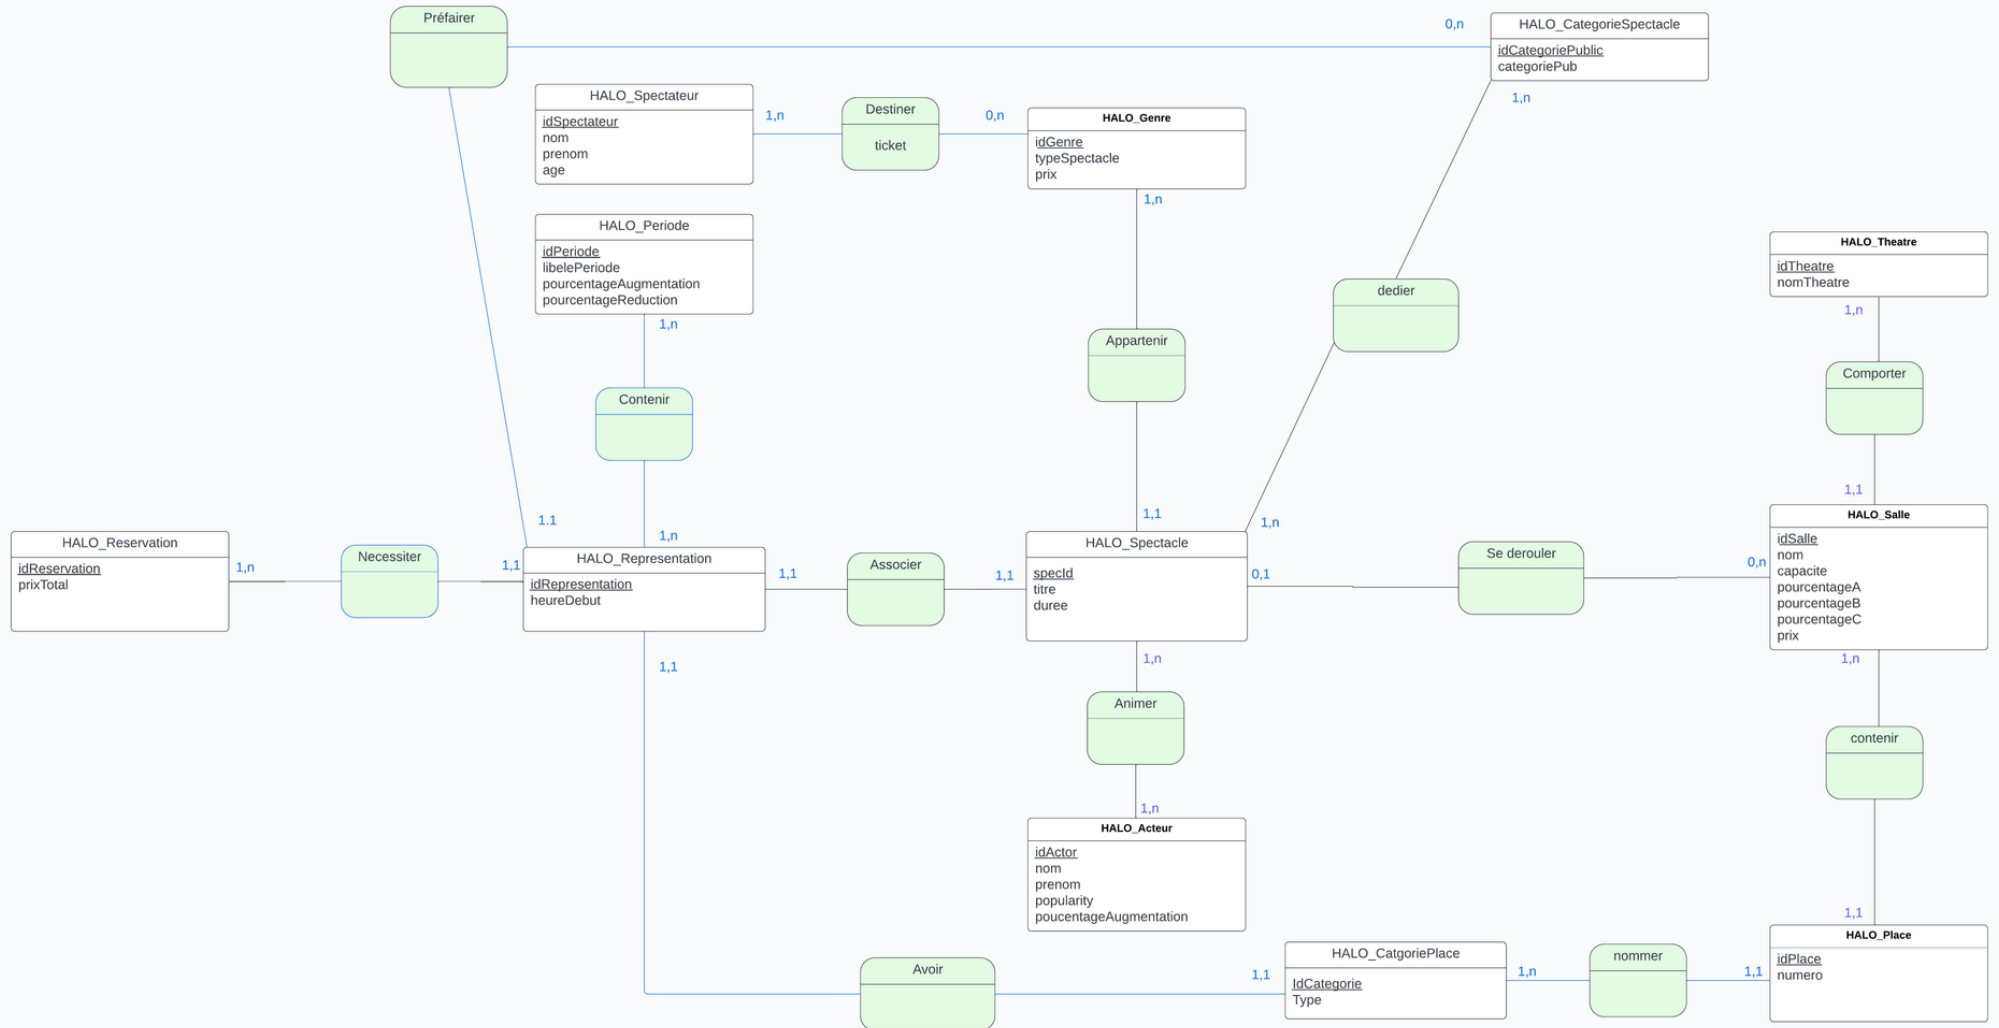 Préfairer
0,n
HALO_CategorieSpectacle
idCategoriePublic
categoriePub
1,n
HALO_Spectateur
idSpectateur
nom
prenom
age
1,n
Destiner
ticket
0,n
HALO_Genre
idGenre
typeSpectacle
prix
1,n
HALO_Periode
idPeriode
libelePeriode
pourcentageAugmentation
pourcentageReduction
1,n
dedier
HALO_Theatre
idTheatre
nomTheatre
1,n
Appartenir
Comporter
Contenir
1,1
1.1
1,n
1,1
1,n
HALO_Reservation
idReservation
prixTotal
1,n
Necessiter
1,1
HALO_Representation
idRepresentation
heureDebut
1,1
Associer
1,1
HALO_Spectacle
specId
titre
duree
0,1
Se derouler
0,n
HALO_Salle
idSalle
nom
capacite
pourcentageA
pourcentageB
pourcentageC
prix
1,1
1,n
1,n
Animer
contenir
1,n
HALO_Acteur
idActor
nom
prenom
popularity
poucentageAugmentation
1,1
Avoir
1,1
HALO_CatgoriePlace
IdCategorie
Type
1,n
nommer
1,1
HALO_Place
idPlace
numero